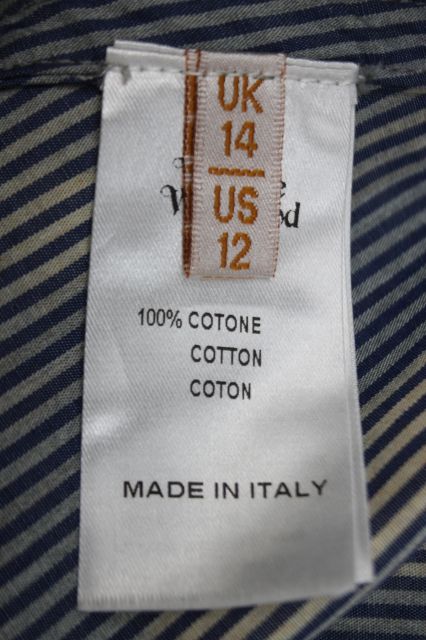 UK
14
US
12
100% COTONE
COTTON
COTON
MADE IN ITALY